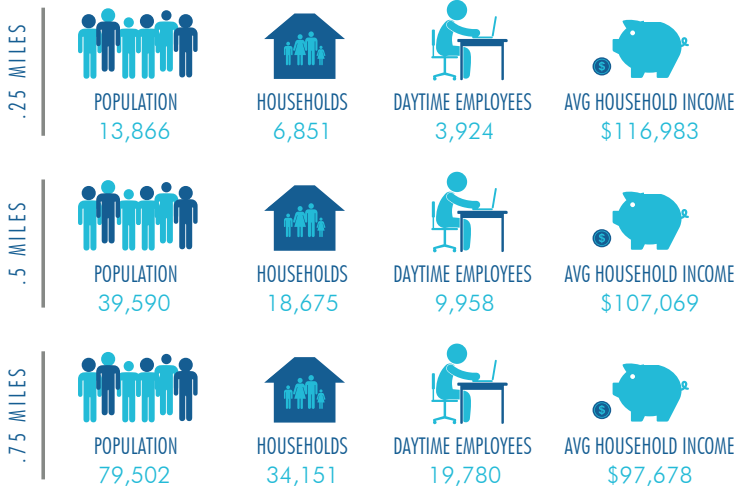 .25 MILES
POPULATION
13,866
HOUSEHOLDS
6,851
DAYTIME EMPLOYEES
3,924
AVG HOUSEHOLD INCOME
$116,983
$
.5 MILES
POPULATION
39,590
HOUSEHOLDS
18,675
DAYTIME EMPLOYEES
9,958
AVG HOUSEHOLD INCOME
$107,069
$
.75 MILES
POPULATION
79,502
HOUSEHOLDS
34,151
DAYTIME EMPLOYEES
19,780
AVG HOUSEHOLD INCOME
$97,678
$